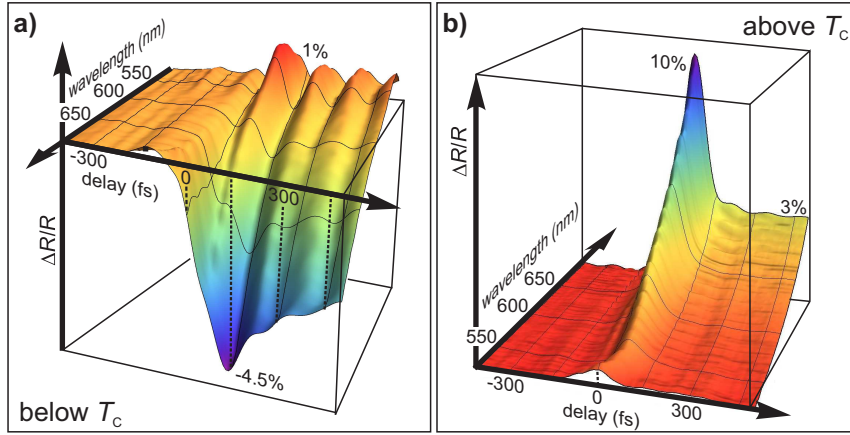 a)
1%
wavelength (nm)
550
600
650
-300
0
300
delay (fs)
ΔR/R
-4.5%
below Tc
b)
above Tc
10%
3%
ΔR/R
wavelength (nm)
650
600
550
-300
0
300
delay (fs)